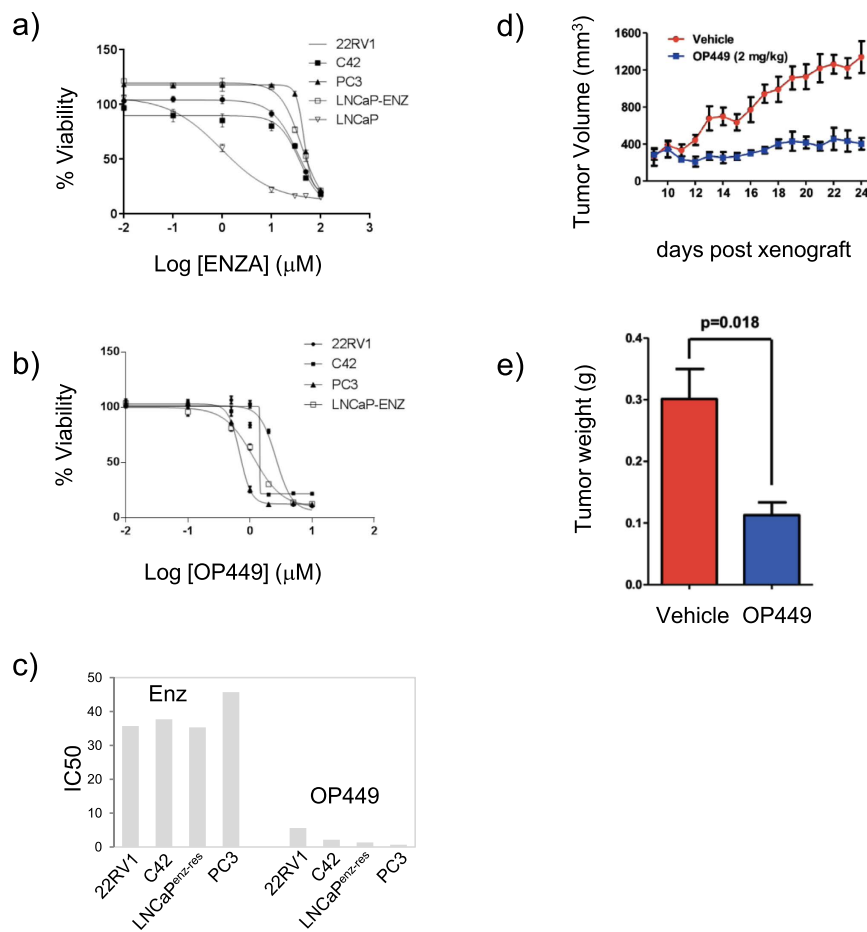 a)
150
100
50
0
% Viability
-2
-1
0
1
2
3
Log [ENZA] (μM)
22RV1
C42
PC3
LNCaP-ENZ
LNCaP
b)
150
100
50
0
% Viability
-2
-1
0
1
2
Log [OP449] (μM)
22RV1
C42
PC3
LNCaP-ENZ
c)
50
40
30
20
10
0
IC50
Enz
OP449
22RV1
C42
LNCaPenz-res
PC3
22RV1
C42
LNCaPenz-res
PC3
d)
1600
1200
800
400
0
Tumor Volume (mm3)
Vehicle
OP449 (2 mg/kg)
10
12
14
16
18
20
22
24
days post xenograft
e)
p=0.018
0.4
0.3
0.2
0.1
0.0
Tumor weight (g)
Vehicle
OP449